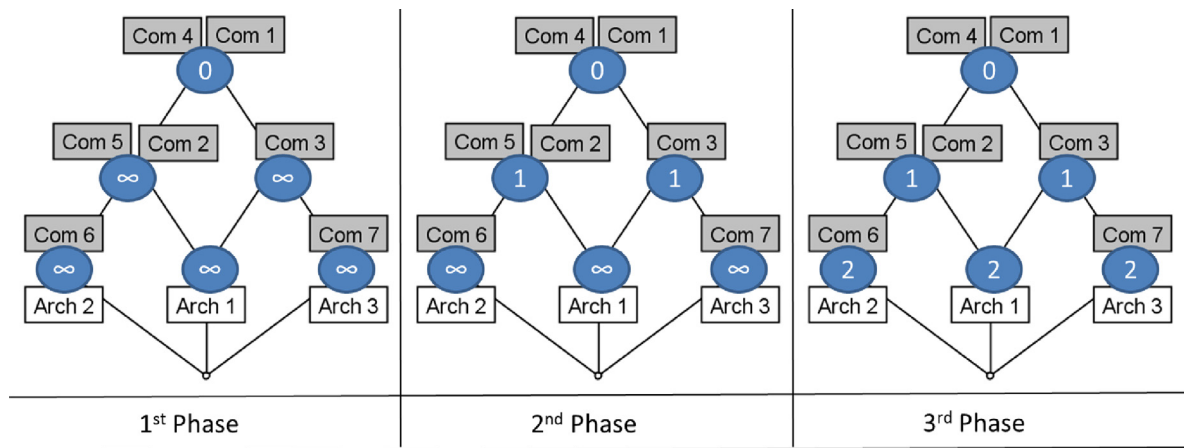 Com 4 Com 1 Com 4 Com 1 Com 4 Com 1
0 0 0
Com 5 Com 2 Com 3 Com 5 Com 2 Com 3 Com 5 Com 2 Com 3
∞ ∞ 1 1 1 1
Com 6 Com 7 Com 6 Com 7 Com 6 Com 7
∞ ∞ ∞ ∞ ∞ ∞ 2 2 2
Arch 2 Arch 1 Arch 3 Arch 2 Arch 1 Arch 3 Arch 2 Arch 1 Arch 3
1st Phase 2nd Phase 3rd Phase